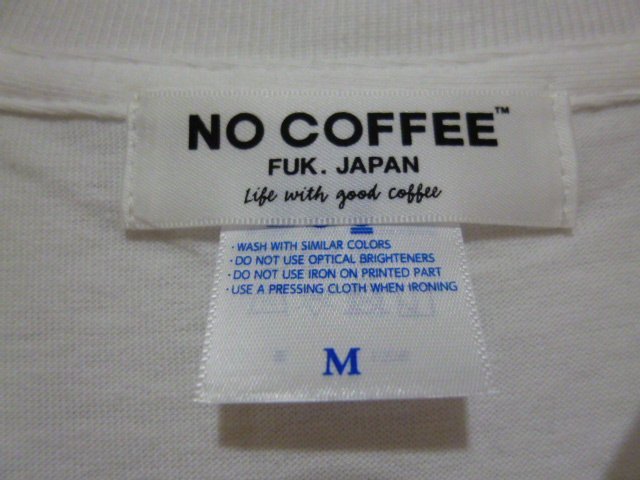 NO COFFEE™
FUK. JAPAN
Life with good coffee
・WASH WITH SIMILAR COLORS
・DO NOT USE OPTICAL BRIGHTENERS
・DO NOT USE IRON ON PRINTED PART
・USE A PRESSING CLOTH WHEN IRONING
M